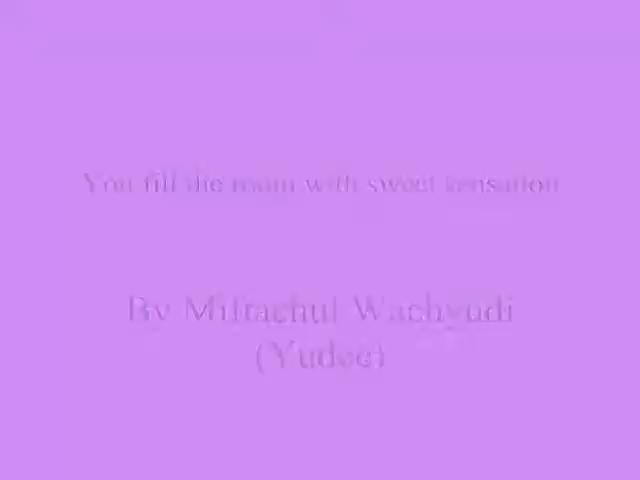 You fill the room with sweet sensation
By Miftachul Wachyudi
(Yudee)